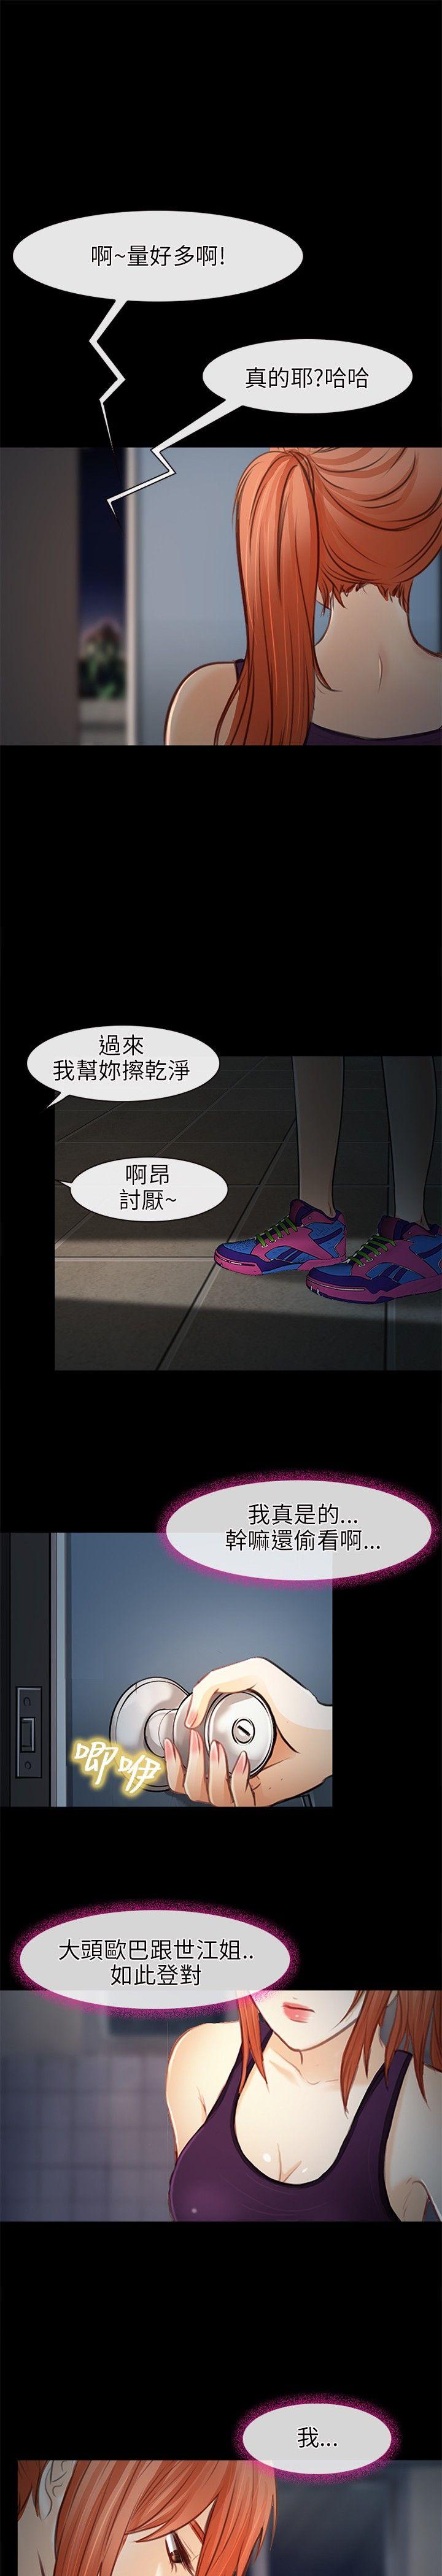 啊~量好多啊!
真的耶?哈哈
過來
我幫妳擦乾淨
啊昂
討厭~
我真是的...
幹嘛還偷看啊...
唧咿
大頭歐巴跟世江姐..
如此登對
我...